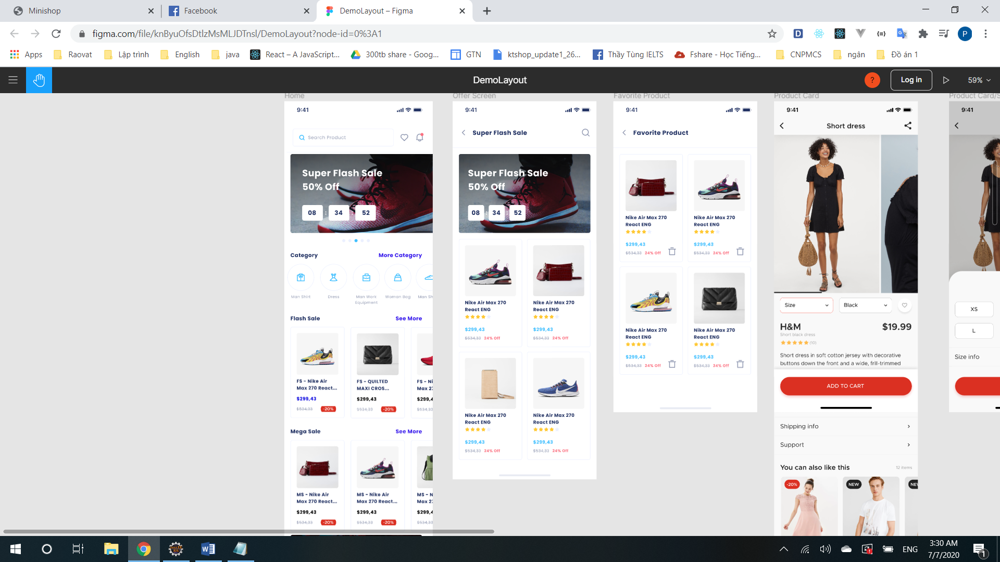 Minishop
Facebook
DemoLayout – Figma
figma.com/file/knByuOfsDtlzMsMLJDTnsl/DemoLayout?node-id=0%3A1
P
Apps
Raovat
Lập trình
English
java
React – A JavaScript...
300tb share - Goog...
GTN
ktshop_update1_26...
Thầy Tùng IELTS
Fshare - Học Tiếng...
CNPMCS
ngân
Đồ án 1
DemoLayout
?
Log in
59%
Home
9:41
Search Product
Super Flash Sale
50% Off
08 : 34 : 52
Category
More Category
Man Shirt
Dress
Man Work
Equipment
Woman Bag
Man Sh
Flash Sale
See More
FS - Nike Air
Max 270 React...
$299,43
$534,33
-20%
FS - QUILTED
MAXI CROS...
$299,43
$534,33
-20%
FS - Ni
Max 27
$299,4
$534,3
Mega Sale
See More
MS - Nike Air
Max 270 React...
$299,43
$534,33
-20%
MS - Nike Air
Max 270 React...
$299,43
$534,33
-20%
MS - N
Max 27
$299,4
$534,3
Offer Screen
9:41
Super Flash Sale
Super Flash Sale
50% Off
08 : 34 : 52
Nike Air Max 270
React ENG
$299,43
$534,33 24% Off
Nike Air Max 270
React ENG
$299,43
$534,33 24% Off
Nike Air Max 270
React ENG
$299,43
$534,33 24% Off
Nike Air Max 270
React ENG
$299,43
$534,33 24% Off
Favorite Product
9:41
Favorite Product
Nike Air Max 270
React ENG
$299,43
$534,33 24% Off
Nike Air Max 270
React ENG
$299,43
$534,33 24% Off
Nike Air Max 270
React ENG
$299,43
$534,33 24% Off
Nike Air Max 270
React ENG
$299,43
$534,33 24% Off
Product Card
9:41
Short dress
Size
Black
H&M
$19.99
Short black dress
(10)
Short dress in soft cotton jersey with decorative
buttons down the front and a wide, frill-trimmed
ADD TO CART
Shipping info
Support
You can also like this
12 items
-20%
NEW
NEV
Product Card/S
9:41
XS
L
Size info
ENG
3:30 AM
7/7/2020
1